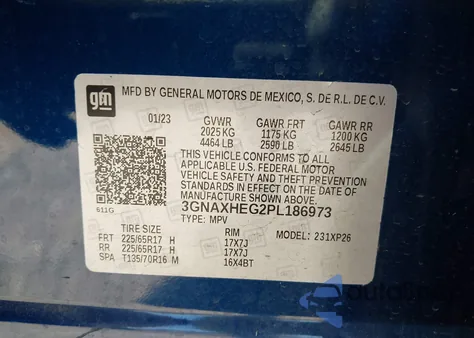 gm
MFD BY GENERAL MOTORS DE MEXICO, S. DE R.L. DE C.V.
01/23 GVWR GAWR FRT GAWR RR
2025 KG 1175 KG 1200 KG
4464 LB 2590 LB 2645 LB
THIS VEHICLE CONFORMS TO ALL
APPLICABLE U.S. FEDERAL MOTOR
VEHICLE SAFETY AND THEFT PREVENTION
STANDARDS IN EFFECT ON THE DATE OF
MANUFACTURE SHOWN ABOVE.
3GNAXHEG2PL186973
611G TYPE: MPV
TIRE SIZE RIM MODEL: 231XP26
FRT 225/65R17 H 17X7J
RR 225/65R17 H 17X7J
SPA T135/70R16 M 16X4BT